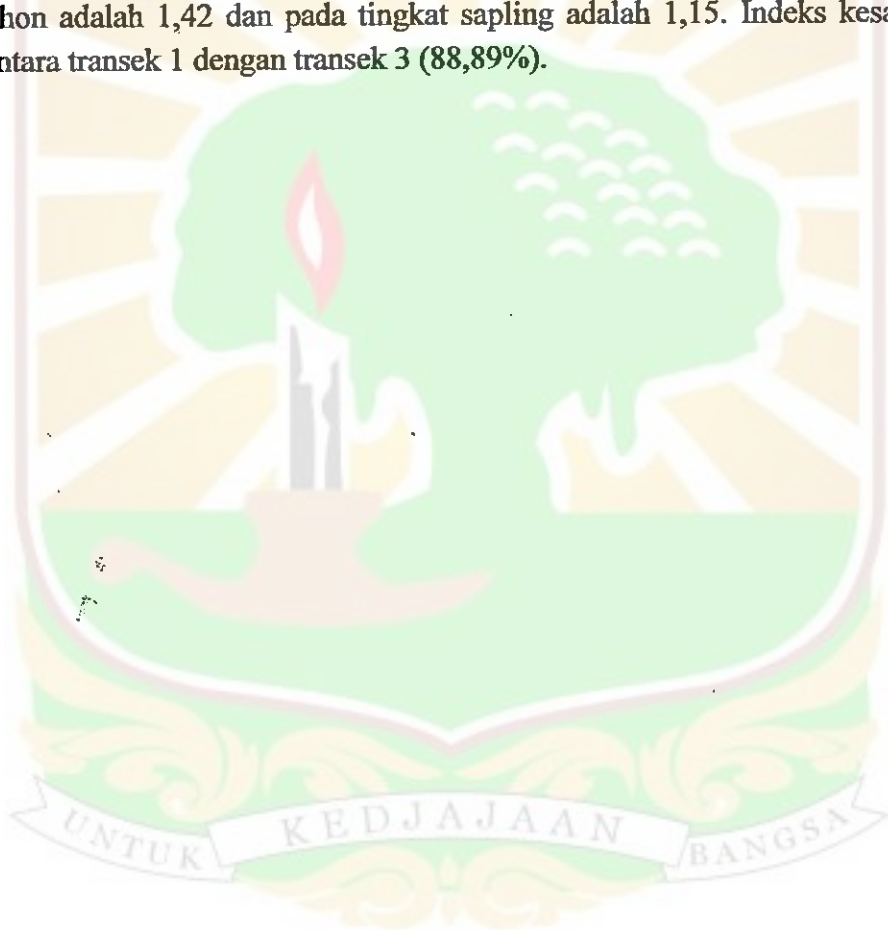 hon adalah 1,42 dan pada tingkat sapling adalah 1,15. Indeks kesa
ntara transek 1 dengan transek 3 (88,89%).
UNTUK KEDJAJAAN BANGSA